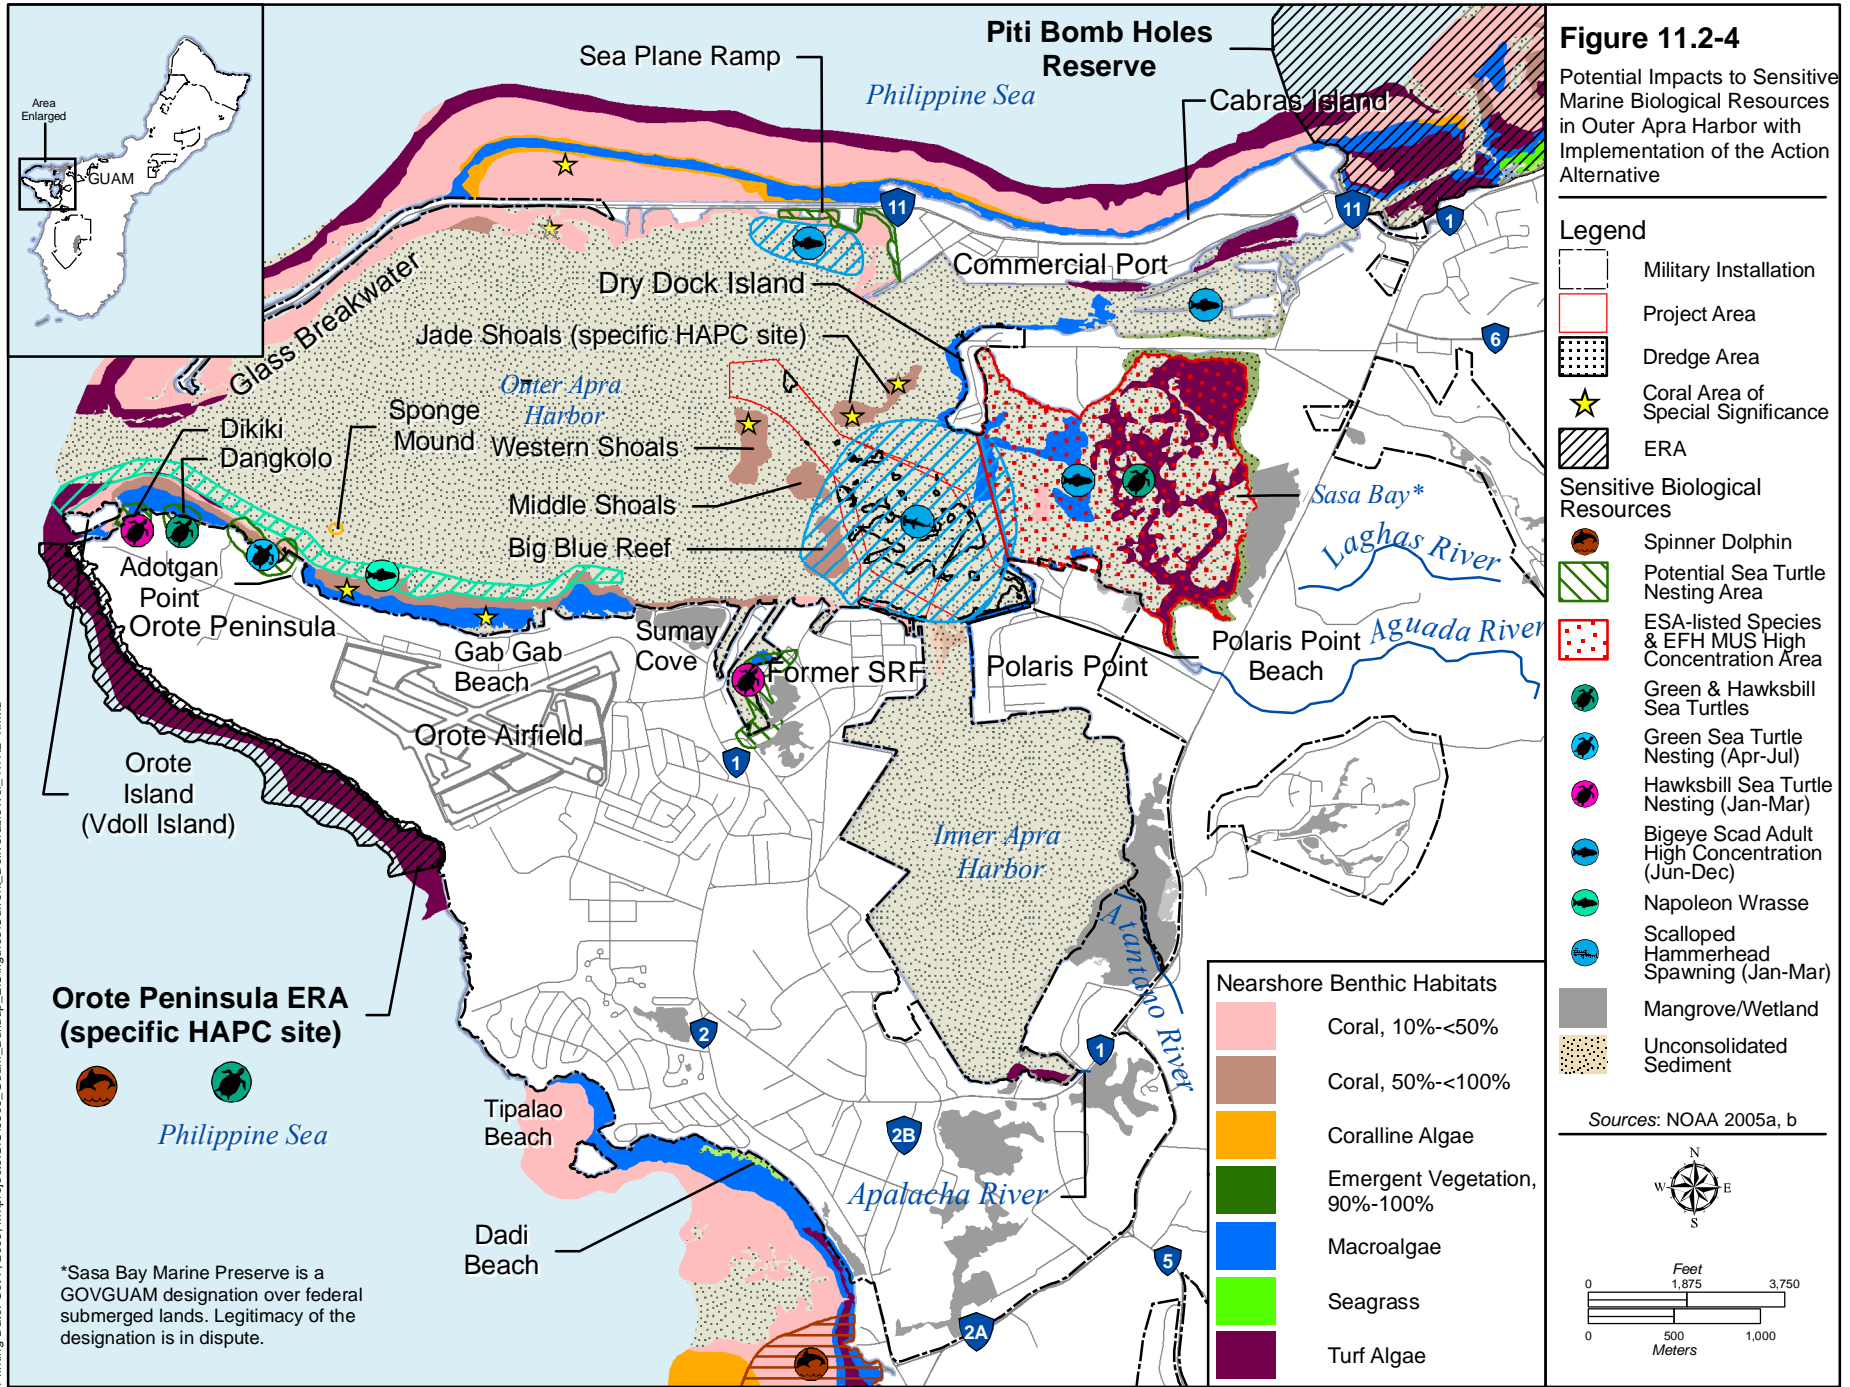 Area
Enlarged
GUAM
Sea Plane Ramp
Piti Bomb Holes
Reserve
Philippine Sea
Cabras Island
11
11
1
Commercial Port
Dry Dock Island
Glass Breakwater
Jade Shoals (specific HAPC site)
6
Outer Apra
Harbor
Sponge
Mound
Western Shoals
Dikiki
Dangkolo
Middle Shoals
Sasa Bay*
Big Blue Reef
Laghas River
Adotgan
Point
Orote Peninsula
Gab Gab
Beach
Sumay
Cove
Former SRF
Polaris Point
Polaris Point
Beach
Aguada River
Orote Airfield
1
Orote
Island
(Vdoll Island)
Inner Apra
Harbor
Atantano River
Orote Peninsula ERA
(specific HAPC site)
Philippine Sea
2
1
Tipalao
Beach
2B
Apalacha River
Dadi
Beach
5
2A
*Sasa Bay Marine Preserve is a
GOVGUAM designation over federal
submerged lands. Legitimacy of the
designation is in dispute.
Nearshore Benthic Habitats
Coral, 10%-<50%
Coral, 50%-<100%
Coralline Algae
Emergent Vegetation,
90%-100%
Macroalgae
Seagrass
Turf Algae
Figure 11.2-4
Potential Impacts to Sensitive
Marine Biological Resources
in Outer Apra Harbor with
Implementation of the Action
Alternative
Legend
Military Installation
Project Area
Dredge Area
Coral Area of
Special Significance
ERA
Sensitive Biological
Resources
Spinner Dolphin
Potential Sea Turtle
Nesting Area
ESA-listed Species
& EFH MUS High
Concentration Area
Green & Hawksbill
Sea Turtles
Green Sea Turtle
Nesting (Apr-Jul)
Hawksbill Sea Turtle
Nesting (Jan-Mar)
Bigeye Scad Adult
High Concentration
(Jun-Dec)
Napoleon Wrasse
Scalloped
Hammerhead
Spawning (Jan-Mar)
Mangrove/Wetland
Unconsolidated
Sediment
Sources: NOAA 2005a, b
N
W E
S
Feet
0 1,875 3,750
0 500 1,000
Meters